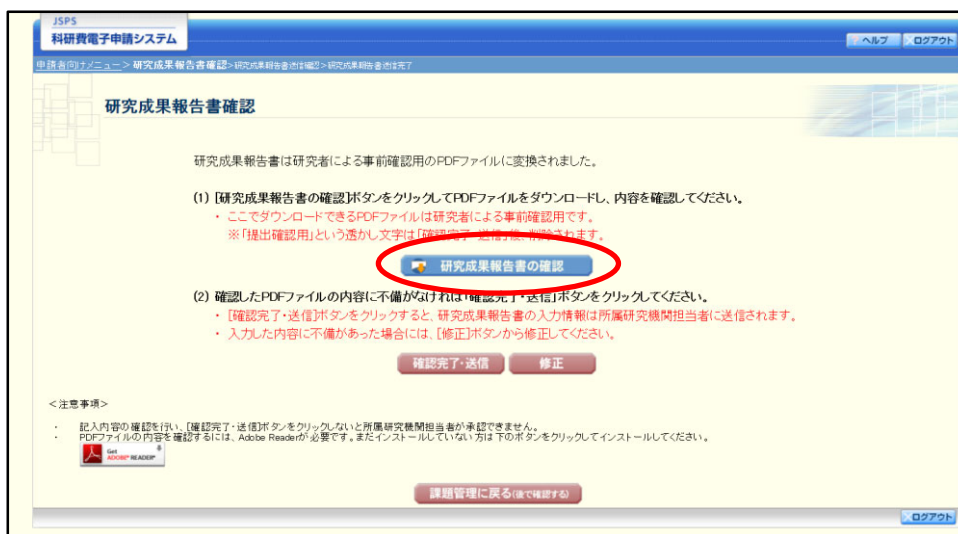 JSPS
科研費電子申請システム
ヘルプ
ログアウト
申請者向けメニュー>研究成果報告書確認>研究成果報告書送信確認>研究成果報告書送信完了
研究成果報告書確認
研究成果報告書は研究者による事前確認用のPDFファイルに変換されました。
(1) [研究成果報告書の確認]ボタンをクリックしてPDFファイルをダウンロードし、内容を確認してください。
・ ここでダウンロードできるPDFファイルは研究者による事前確認用です。
※「提出確認用」という透かし文字は「確認完了・送信」後、削除されます。
研究成果報告書の確認
(2) 確認したPDFファイルの内容に不備がなければ「確認完了・送信]ボタンをクリックしてください。
・ [確認完了・送信]ボタンをクリックすると、研究成果報告書の入力情報は所属研究機関担当者に送信されます。
・ 入力した内容に不備があった場合には、[修正]ボタンから修正してください。
確認完了・送信
修正
<注意事項>
・ 記入内容の確認を行い、[確認完了・送信]ボタンをクリックしないと所属研究機関担当者が承認できません。
・ PDFファイルの内容を確認するには、Adobe Readerが必要です。まだインストールしていない方は下のボタンをクリックしてインストールしてください。
Get
ADOBE® READER®
課題管理に戻る(後で確認する)
ログアウト